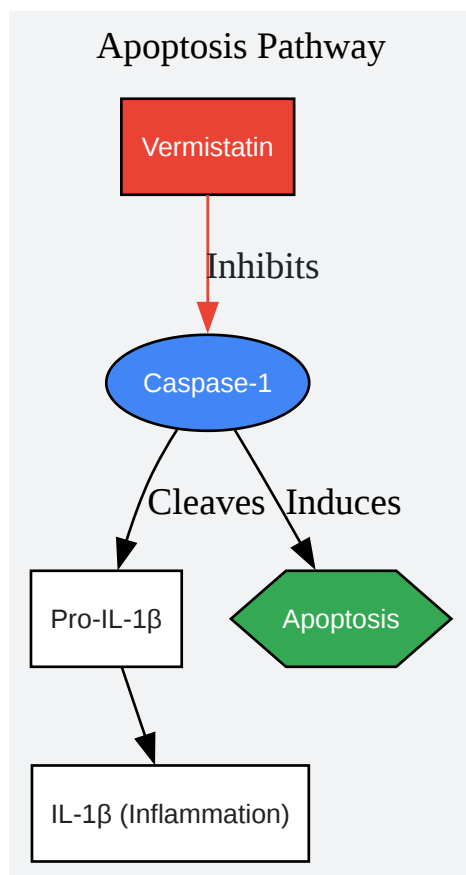 Apoptosis Pathway
Vermistatin
Inhibits
Caspase-1
Cleaves
Induces
Pro-IL-1β
Apoptosis
IL-1β (Inflammation)